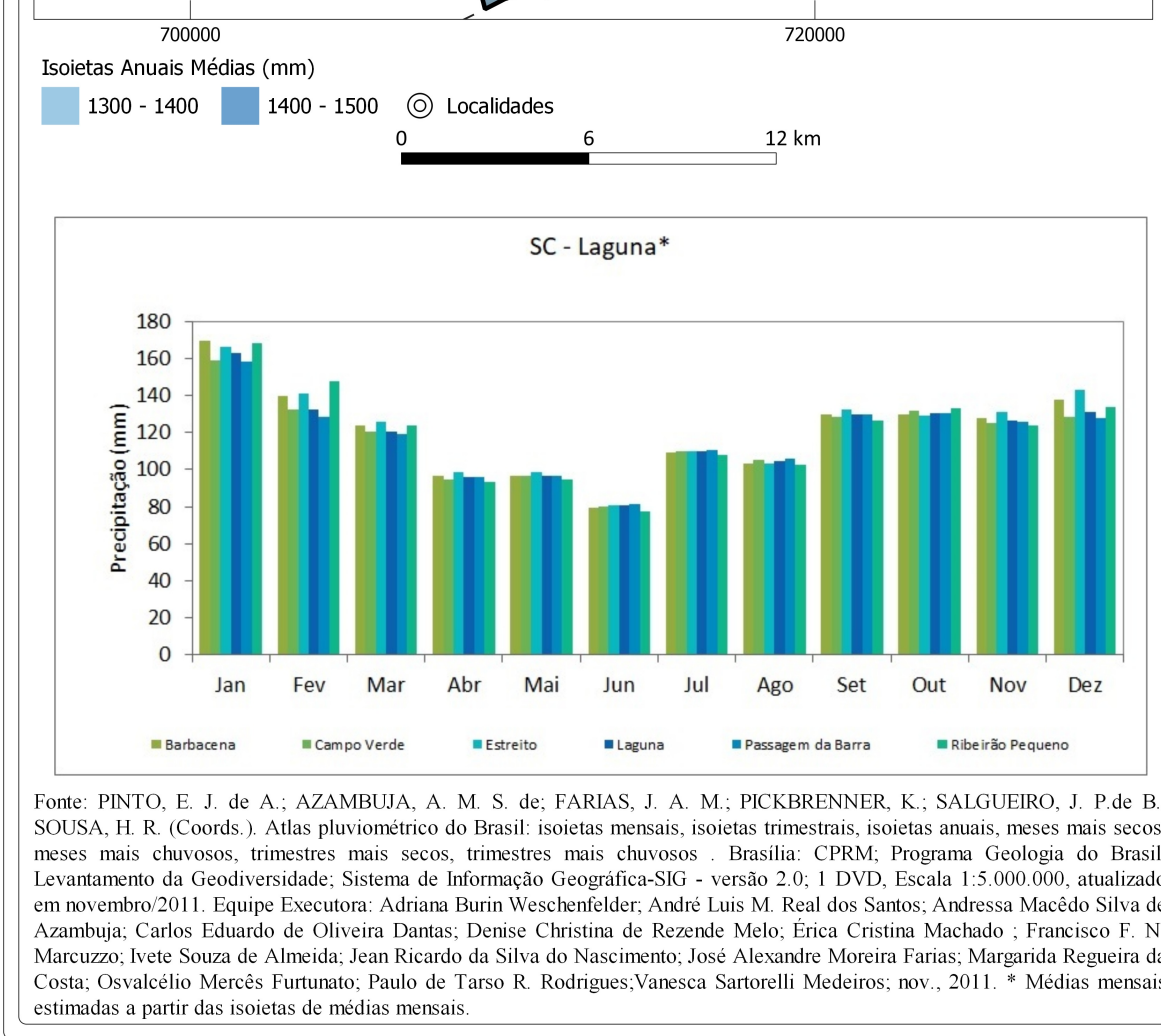 700000 720000
Isoietas Anuais Médias (mm)
1300 - 1400 1400 - 1500 Localidades
0 6 12 km
SC - Laguna*
Precipitação (mm)
180
160
140
120
100
80
60
40
20
0
Jan Fev Mar Abr Mai Jun Jul Ago Set Out Nov Dez
Barbacena Campo Verde Estreito Laguna Passagem da Barra Ribeirão Pequeno
Fonte: PINTO, E. J. de A.; AZAMBUJA, A. M. S. de; FARIAS, J. A. M.; PICKBRENNER, K.; SALGUEIRO, J. P.de B.
SOUSA, H. R. (Coords.). Atlas pluviométrico do Brasil: isoietas mensais, isoietas trimestrais, isoietas anuais, meses mais secos
meses mais chuvosos, trimestres mais secos, trimestres mais chuvosos . Brasília: CPRM; Programa Geologia do Brasil
Levantamento da Geodiversidade; Sistema de Informação Geográfica-SIG - versão 2.0; 1 DVD, Escala 1:5.000.000, atualizado
em novembro/2011. Equipe Executora: Adriana Burin Weschenfelder; André Luis M. Real dos Santos; Andressa Macêdo Silva de
Azambuja; Carlos Eduardo de Oliveira Dantas; Denise Christina de Rezende Melo; Érica Cristina Machado ; Francisco F. N
Marcuzzo; Ivete Souza de Almeida; Jean Ricardo da Silva do Nascimento; José Alexandre Moreira Farias; Margarida Regueira da
Costa; Osvalcélio Mercês Furtunato; Paulo de Tarso R. Rodrigues;Vanesca Sartorelli Medeiros; nov., 2011. * Médias mensais
estimadas a partir das isoietas de médias mensais.